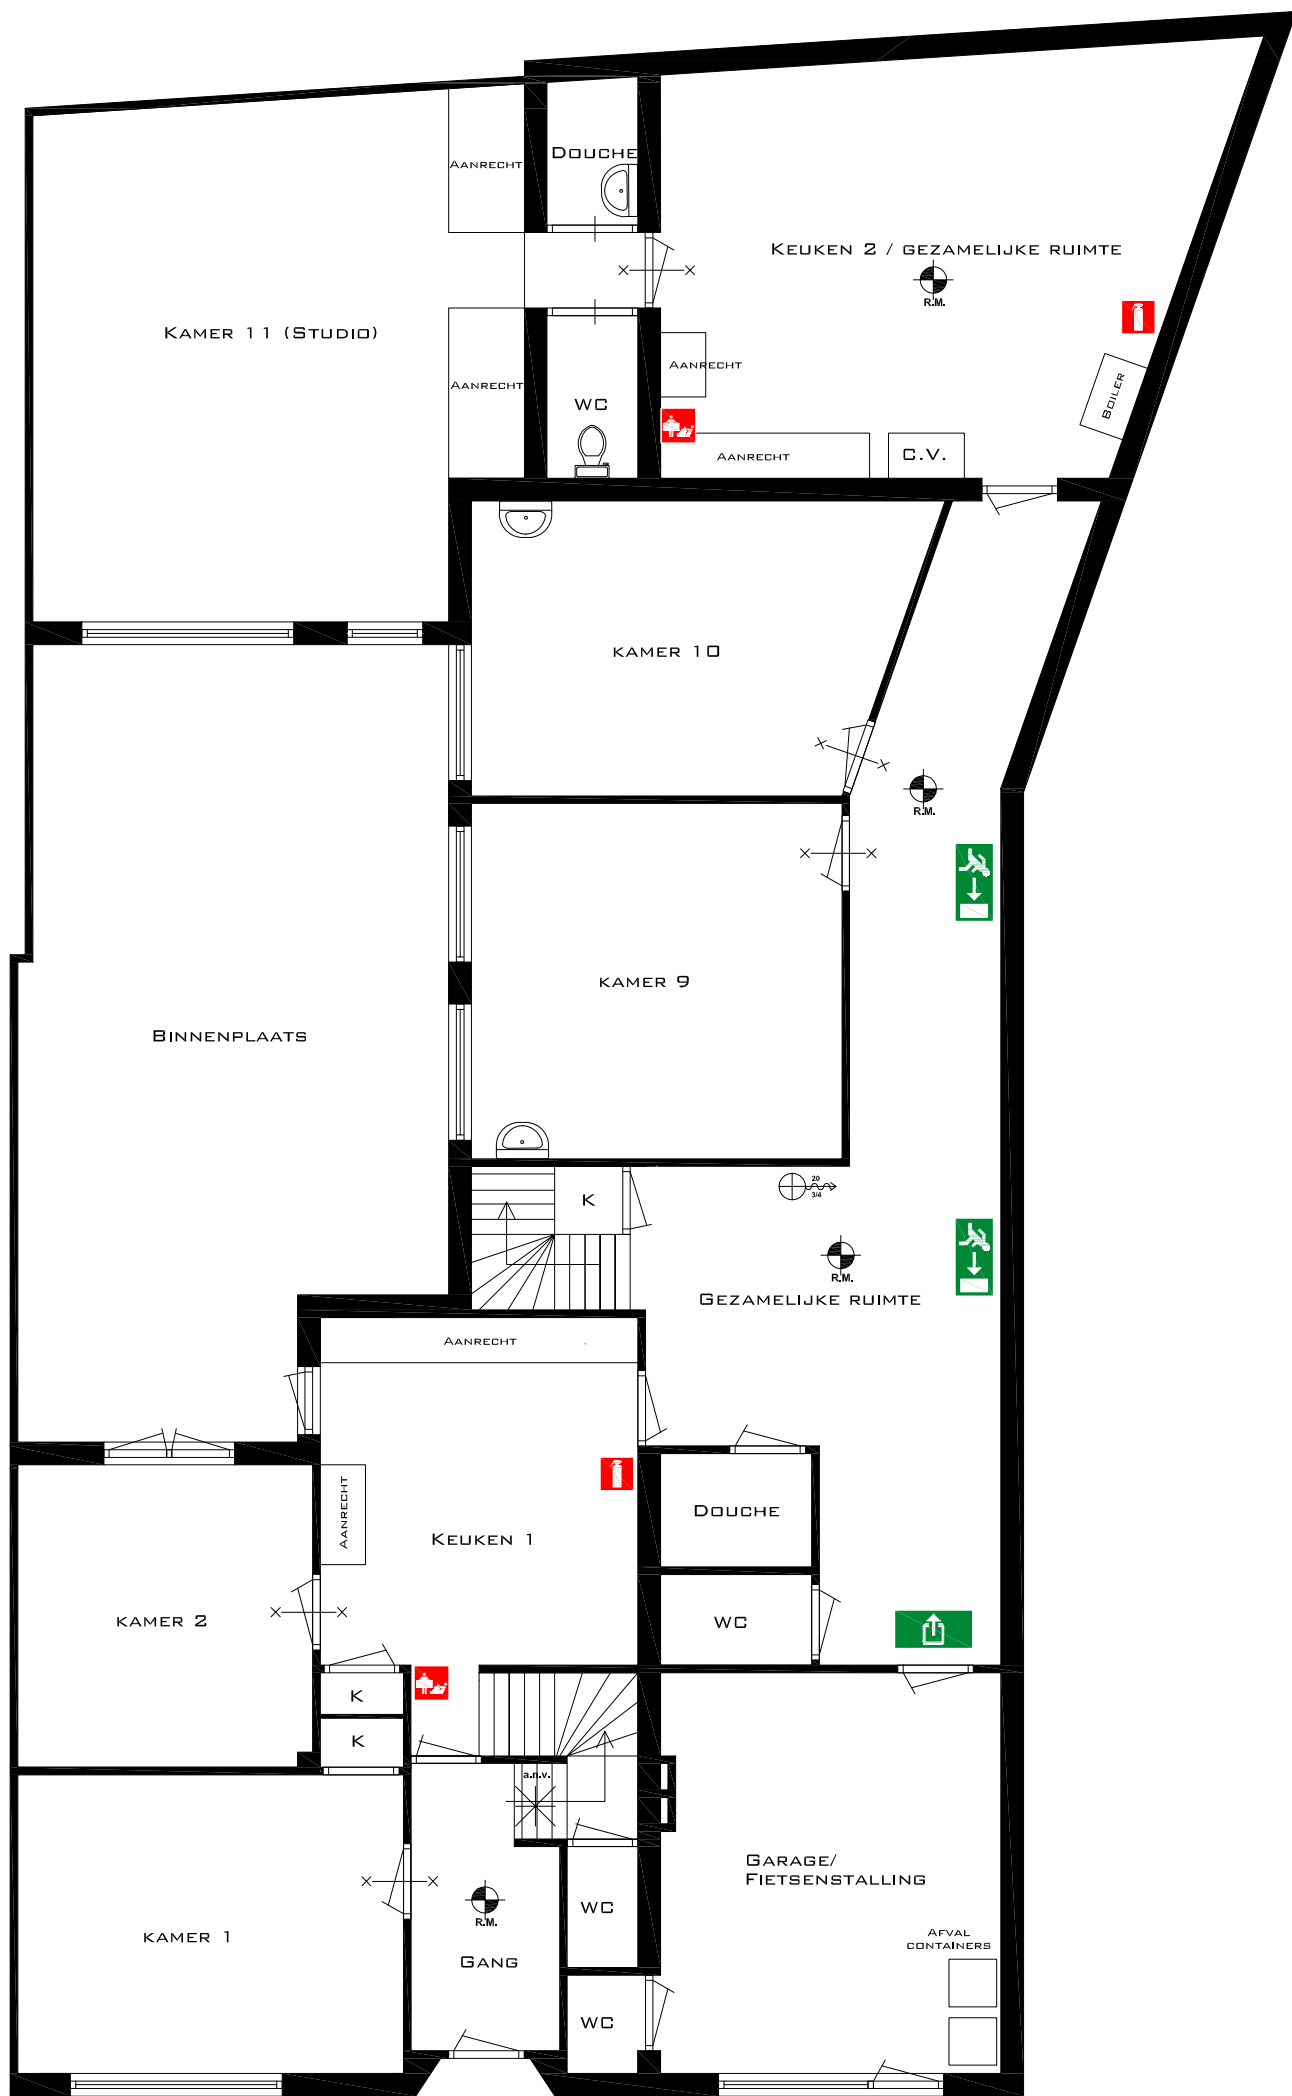 Douche
Aanrecht
Keuken 2 / gezamelijke ruimte
R.M.
Kamer 11 (Studio)
Aanrecht
Aanrecht
Boiler
WC
Aanrecht
C.V.
kamer 10
R.M.
kamer 9
Binnenplaats
K
20
3/4
R.M.
Gezamelijke ruimte
Aanrecht
Aanrecht
Keuken 1
Douche
kamer 2
WC
K
K
a.n.v.
Garage/
Fietsenstalling
WC
R.M.
kamer 1
Gang
Afval
containers
WC